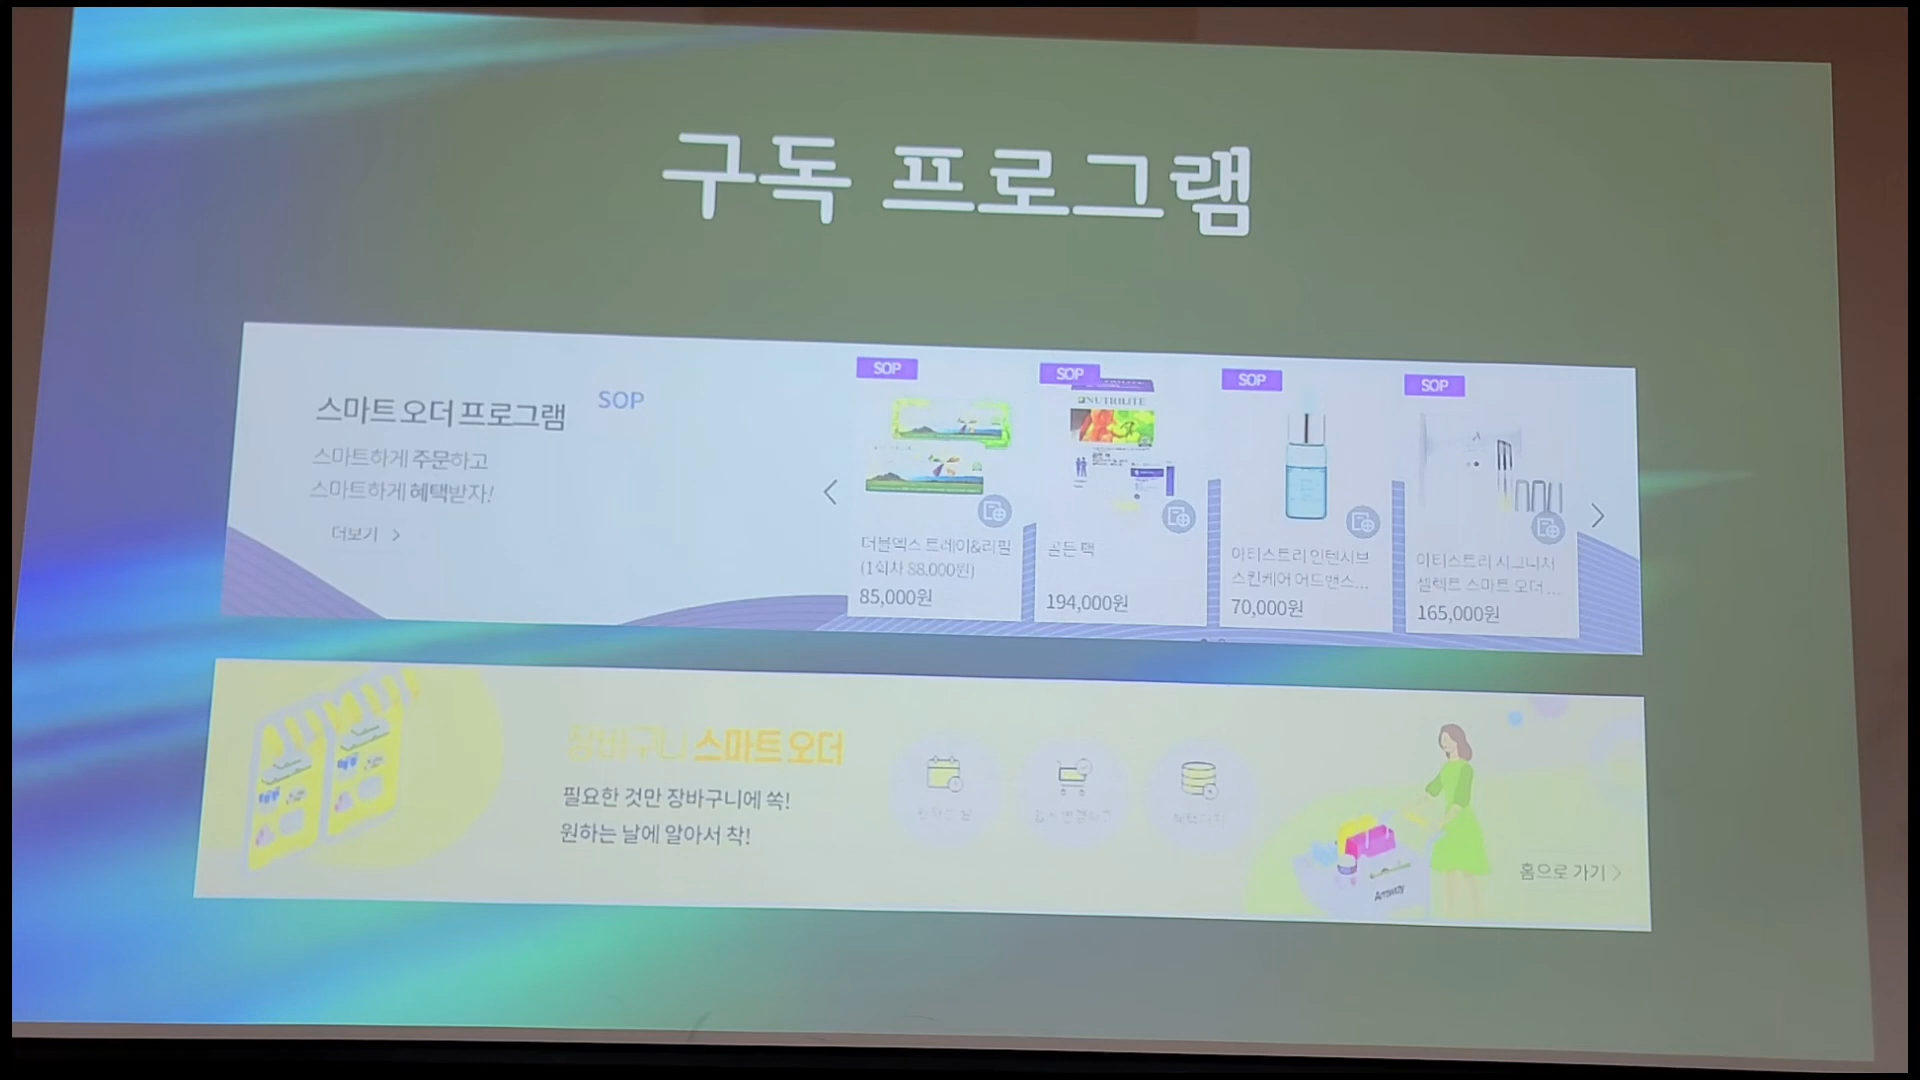 구독 프로그램
스마트 오더 프로그램 SOP
스마트하게 주문하고
스마트하게 혜택받자!
더보기 >
SOP
더블엑스 트레이&리필
(1회차 88,000원)
85,000원
SOP
NUTRILITE
골든 팩
194,000원
SOP
아티스트리 인텐시브
스킨케어 어드밴스...
70,000원
SOP
아티스트리 시그니처
셀렉트 스마트 오더 ...
165,000원
장바구니 스마트 오더
필요한 것만 장바구니에 쏙!
원하는 날에 알아서 착!
Amway
홈으로 가기 >